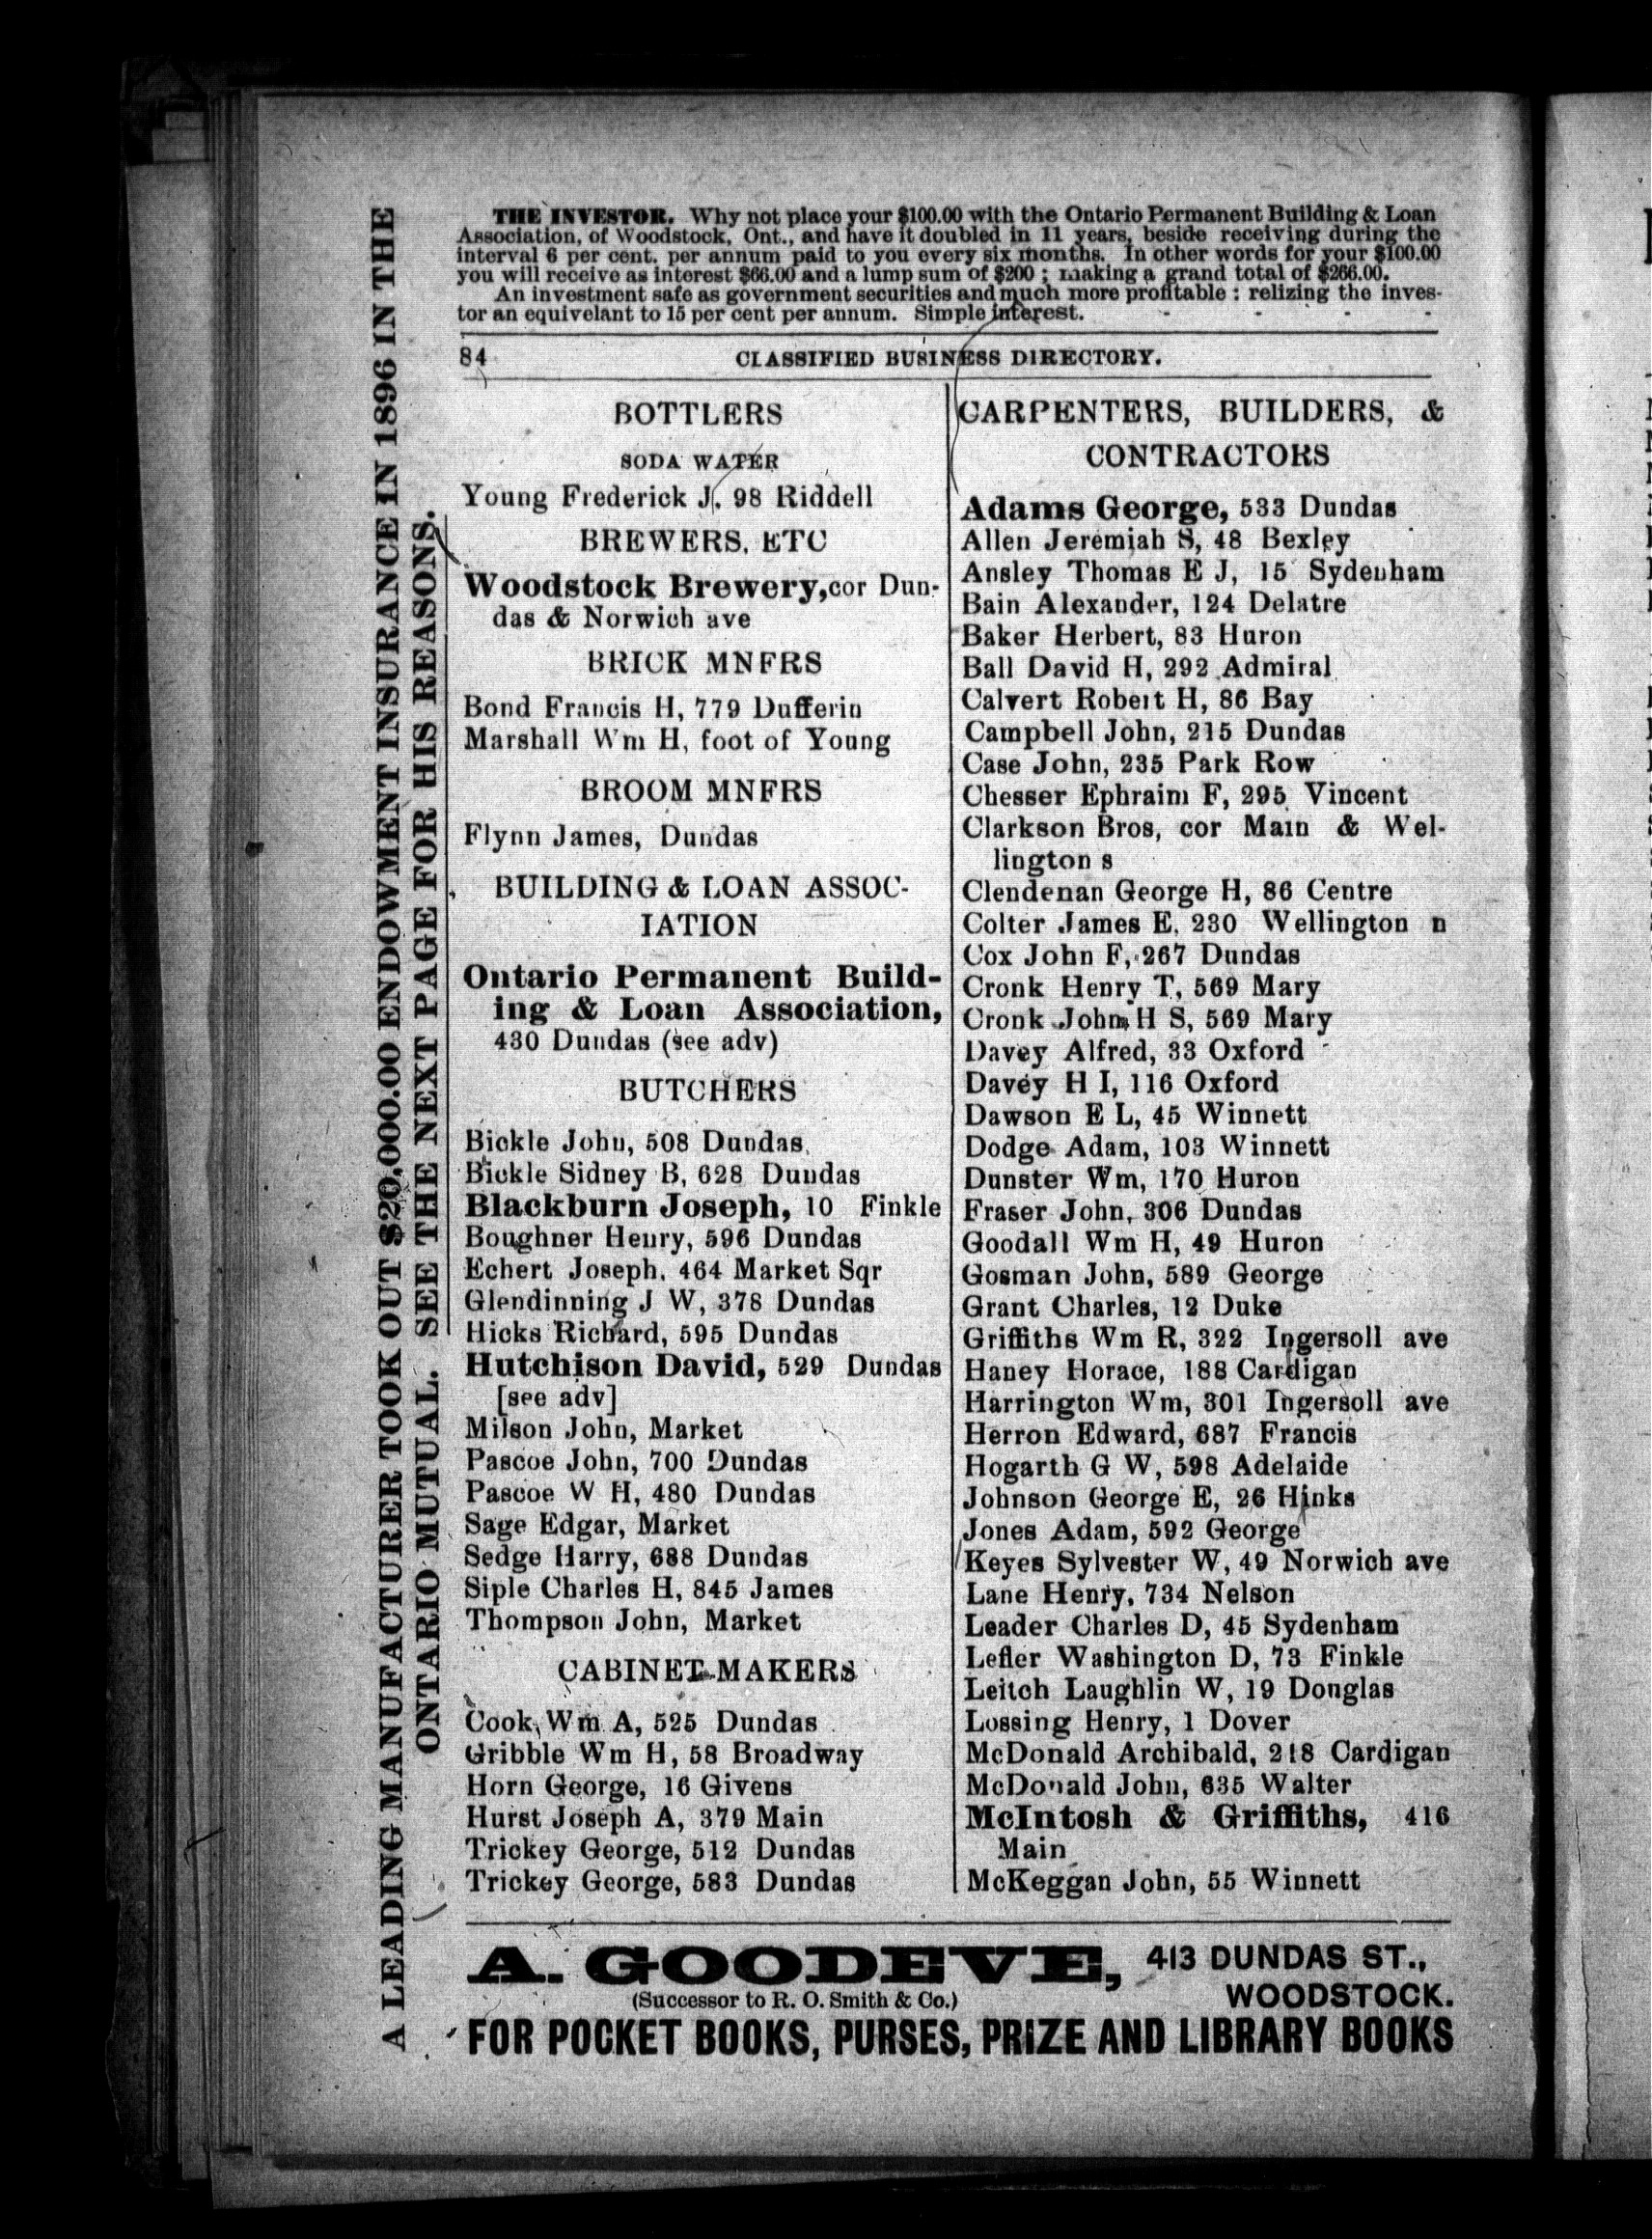 THE INVESTOR. Why not place your $100.00 with the Ontario Permanent Building & Loan
Association, of Woodstock, Ont., and have it doubled in 11 years, beside receiving during the
interval 6 per cent. per annum paid to you every six months. In other words for your $100.00
you will receive as interest $66.00 and a lump sum of $200 ; making a grand total of $266.00.
An investment safe as government securities and much more profitable : relizing the inves-
tor an equivelant to 15 per cent per annum. Simple interest.
84
CLASSIFIED BUSINESS DIRECTORY.
BOTTLERS
SODA WATER
Young Frederick J. 98 Riddell
BREWERS, ETC
Woodstock Brewery, cor Dun-
das & Norwich ave
BRICK MNFRS
Bond Francis H, 779 Dufferin
Marshall Wm H, foot of Young
BROOM MNFRS
Flynn James, Dundas
BUILDING & LOAN ASSOC-
IATION
Ontario Permanent Build-
ing & Loan Association,
430 Dundas (see adv)
BUTCHERS
Bickle John, 508 Dundas
Bickle Sidney B, 628 Dundas
Blackburn Joseph, 10 Finkle
Boughner Henry, 596 Dundas
Echert Joseph, 464 Market Sqr
Glendinning J W, 378 Dundas
Hicks Richard, 595 Dundas
Hutchison David, 529 Dundas
[see adv]
Milson John, Market
Pascoe John, 700 Dundas
Pascoe W H, 480 Dundas
Sage Edgar, Market
Sedge Harry, 688 Dundas
Siple Charles H, 845 James
Thompson John, Market
CABINET-MAKERS
Cook Wm A, 525 Dundas
Gribble Wm H, 58 Broadway
Horn George, 16 Givens
Hurst Joseph A, 379 Main
Trickey George, 512 Dundas
Trickey George, 583 Dundas
CARPENTERS, BUILDERS, &
CONTRACTORS
Adams George, 533 Dundas
Allen Jeremiah S, 48 Bexley
Ansley Thomas E J, 15 Sydenham
Bain Alexander, 124 Delatre
Baker Herbert, 83 Huron
Ball David H, 292 Admiral
Calvert Robert H, 86 Bay
Campbell John, 215 Dundas
Case John, 235 Park Row
Chesser Ephraim F, 295 Vincent
Clarkson Bros, cor Main & Wel-
lington s
Clendenan George H, 86 Centre
Colter James E, 230 Wellington n
Cox John F, 267 Dundas
Cronk Henry T, 569 Mary
Cronk John H S, 569 Mary
Davey Alfred, 33 Oxford
Davey H I, 116 Oxford
Dawson E L, 45 Winnett
Dodge Adam, 103 Winnett
Dunster Wm, 170 Huron
Fraser John, 306 Dundas
Goodall Wm H, 49 Huron
Gosman John, 589 George
Grant Charles, 12 Duke
Griffiths Wm R, 322 Ingersoll ave
Haney Horace, 188 Cardigan
Harrington Wm, 301 Ingersoll ave
Herron Edward, 687 Francis
Hogarth G W, 598 Adelaide
Johnson George E, 26 Hinks
Jones Adam, 592 George
Keyes Sylvester W, 49 Norwich ave
Lane Henry, 734 Nelson
Leader Charles D, 45 Sydenham
Lefler Washington D, 73 Finkle
Leitch Laughlin W, 19 Douglas
Lossing Henry, 1 Dover
McDonald Archibald, 218 Cardigan
McDonald John, 635 Walter
McIntosh & Griffiths, 416
Main
McKeggan John, 55 Winnett
A LEADING MANUFACTURER TOOK OUT $20,000.00 ENDOWMENT INSURANCE IN 1896 IN THE
ONTARIO MUTUAL. SEE THE NEXT PAGE FOR HIS REASONS.
A. GOODEVE, 413 DUNDAS ST.,
(Successor to R. O. Smith & Co.) WOODSTOCK.
FOR POCKET BOOKS, PURSES, PRIZE AND LIBRARY BOOKS